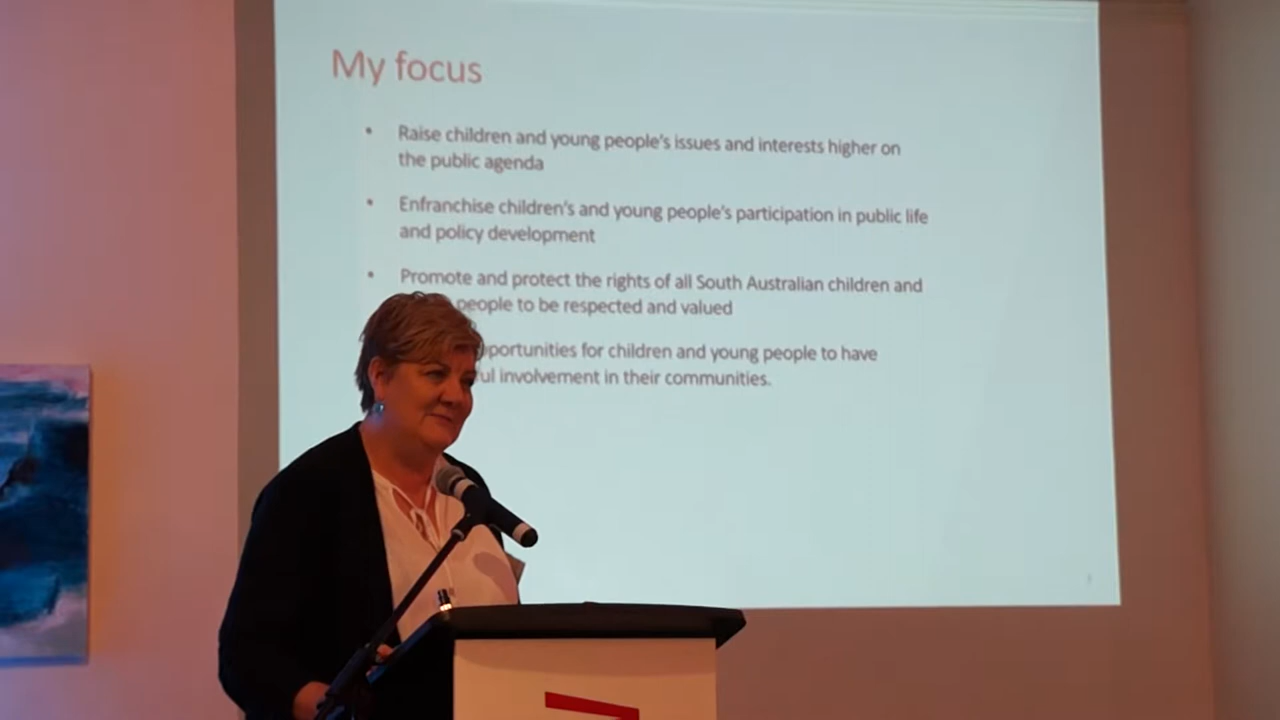 My focus
• Raise children and young people's issues and interests higher on
the public agenda
• Enfranchise children's and young people's participation in public life
and policy development
• Promote and protect the rights of all South Australian children and
people to be respected and valued
portunities for children and young people to have
ul involvement in their communities.